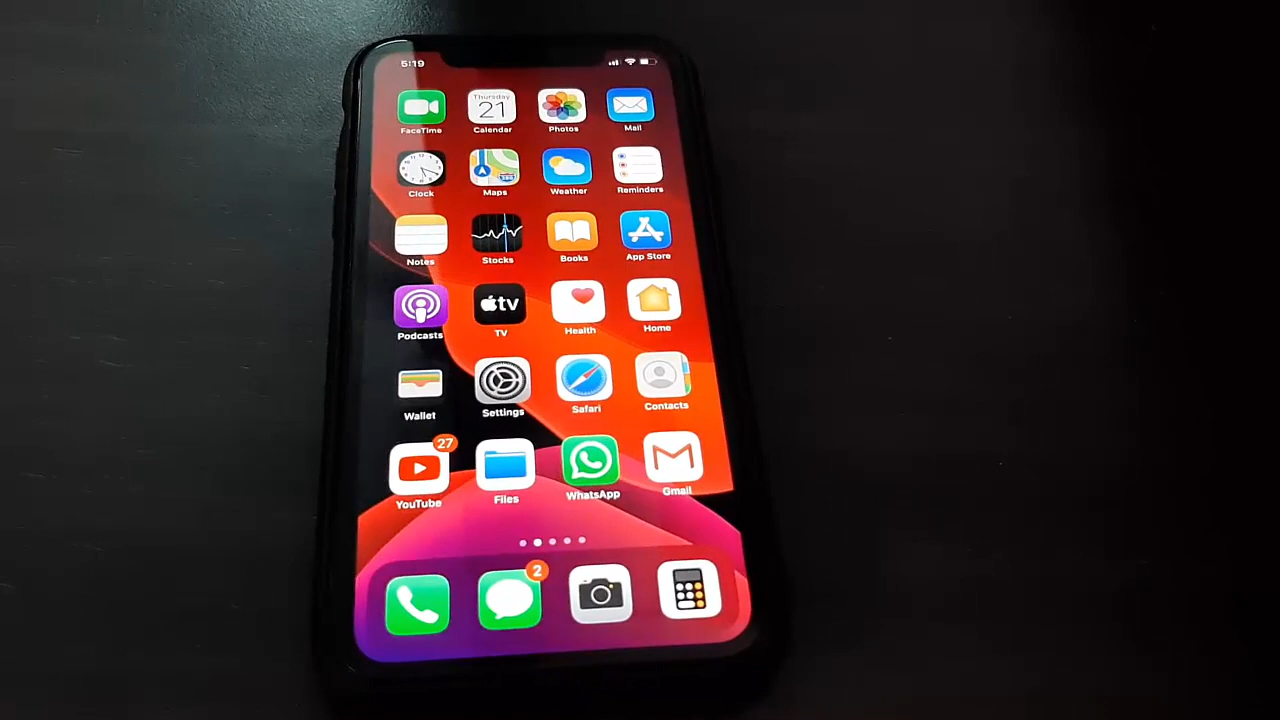 5:19
Thursday
21
FaceTime Calendar Photos Mail
Clock Maps Weather Reminders
Notes Stocks Books App Store
tv
Podcasts TV Health Home
Wallet Settings Safari Contacts
27
YouTube Files WhatsApp Gmail
2